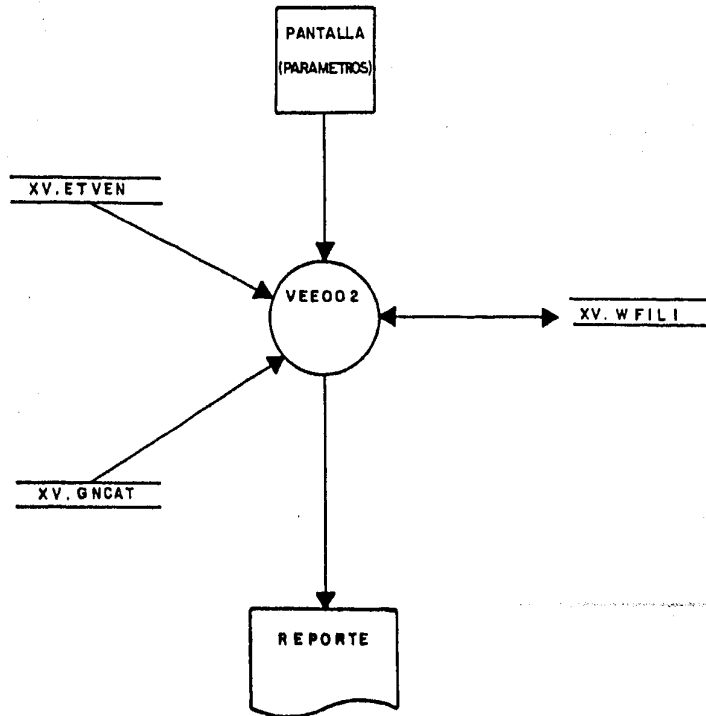 PANTALLA
(PARAMETROS)
XV.ETVEN
VEE002
XV.WFILI
XV.GNCAT
REPORTE